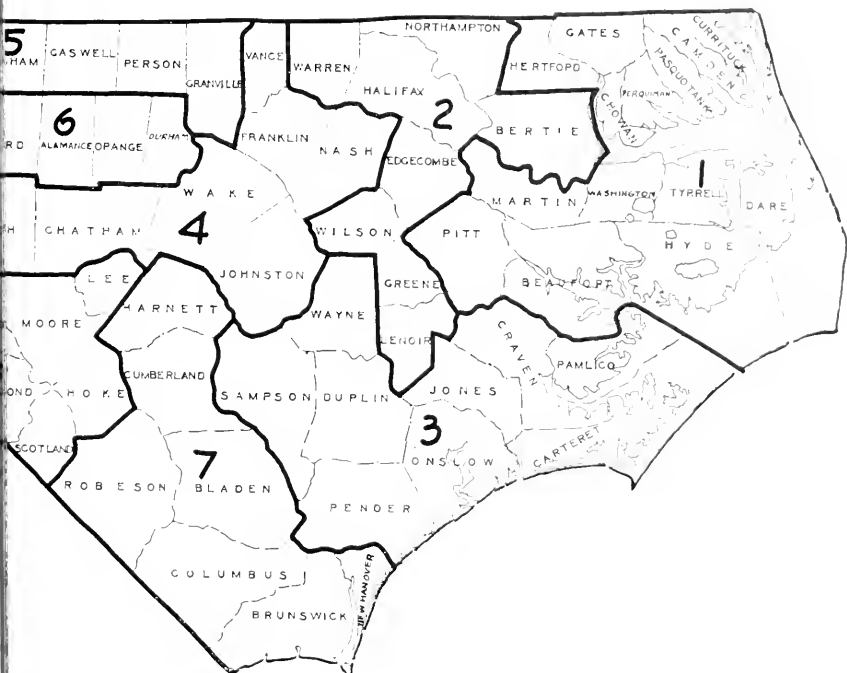 NORTHAMPTON
GATES
CURRITUCK
CAMDEN
PASQUOTANK
5
HAM
CASWELL
PERSON
GRANVILLE
VANCE
WARREN
HERTFORD
HALIFAX
PERQUIMAN
CHOWAN
2
BERTIE
6
RD
ALAMANCE
ORANGE
DURHAM
FRANKLIN
NASH
EDGECOMBE
1
WAKE
MARTIN
WASHINGTON
TYRRELL
DARE
H
CHATHAM
4
WILSON
PITT
HYDE
LEE
JOHNSTON
GREENE
BEAUFORT
HARNETT
WAYNE
MOORE
LENOIR
CRAVEN
PAMLICO
CUMBERLAND
OND
HOKE
SAMPSON
DUPLIN
JONES
3
CARTERET
SCOTLAND
7
ONSLOW
ROBESON
BLADEN
PENDER
COLUMBUS
NEW HANOVER
BRUNSWICK